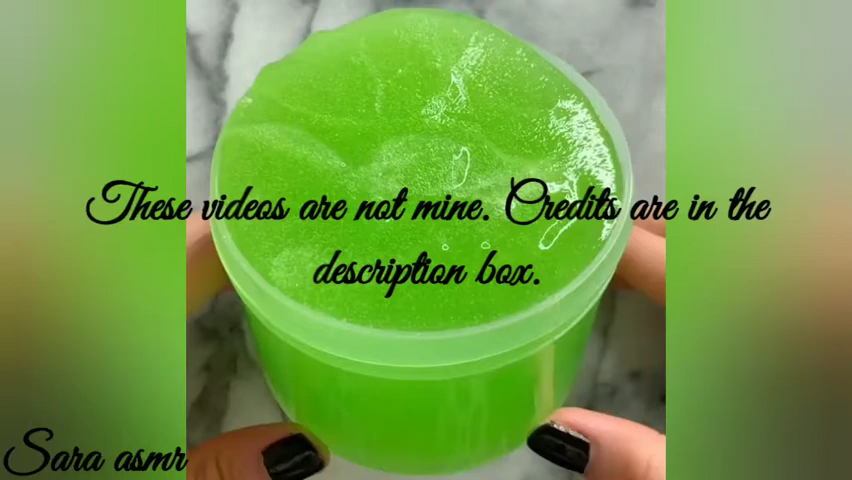 These videos are not mine. Credits are in the
description box.
Sara asmr